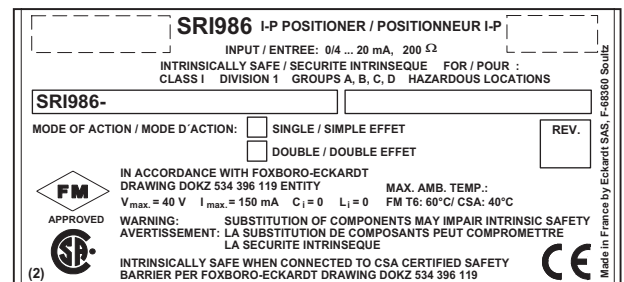 SRI986 I-P POSITIONER / POSITIONNEUR I-P
INPUT / ENTREE: 0/4 ... 20 mA, 200 Ω
INTRINSICALLY SAFE / SECURITE INTRINSEQUE FOR / POUR :
CLASS I DIVISION 1 GROUPS A, B, C, D HAZARDOUS LOCATIONS
SRI986-
MODE OF ACTION / MODE D´ACTION: SINGLE / SIMPLE EFFET
DOUBLE / DOUBLE EFFET
REV.
FM
APPROVED
IN ACCORDANCE WITH FOXBORO-ECKARDT
DRAWING DOKZ 534 396 119 ENTITY
Vmax. = 40 V Imax. = 150 mA Ci = 0 Li = 0
MAX. AMB. TEMP.:
FM T6: 60°C/ CSA: 40°C
WARNING: SUBSTITUTION OF COMPONENTS MAY IMPAIR INTRINSIC SAFETY
AVERTISSEMENT: LA SUBSTITUTION DE COMPOSANTS PEUT COMPROMETTRE
LA SECURITE INTRINSEQUE
INTRINSICALLY SAFE WHEN CONNECTED TO CSA CERTIFIED SAFETY
BARRIER PER FOXBORO-ECKARDT DRAWING DOKZ 534 396 119
SA
®
CE
(2)
Made in France by Eckardt SAS, F-68360 Soultz